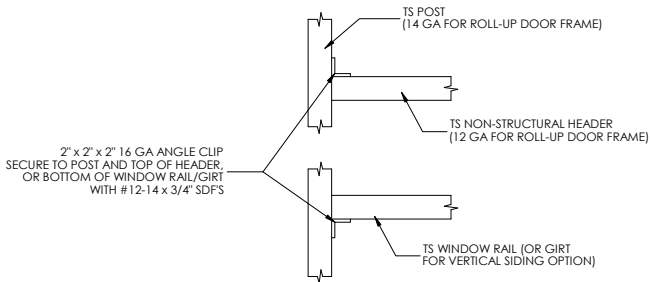 TS POST
(14 GA FOR ROLL-UP DOOR FRAME)
TS NON-STRUCTURAL HEADER
(12 GA FOR ROLL-UP DOOR FRAME)
2" x 2" x 2" 16 GA ANGLE CLIP
SECURE TO POST AND TOP OF HEADER,
OR BOTTOM OF WINDOW RAIL/GIRT
WITH #12-14 x 3/4" SDF'S
TS WINDOW RAIL (OR GIRT
FOR VERTICAL SIDING OPTION)